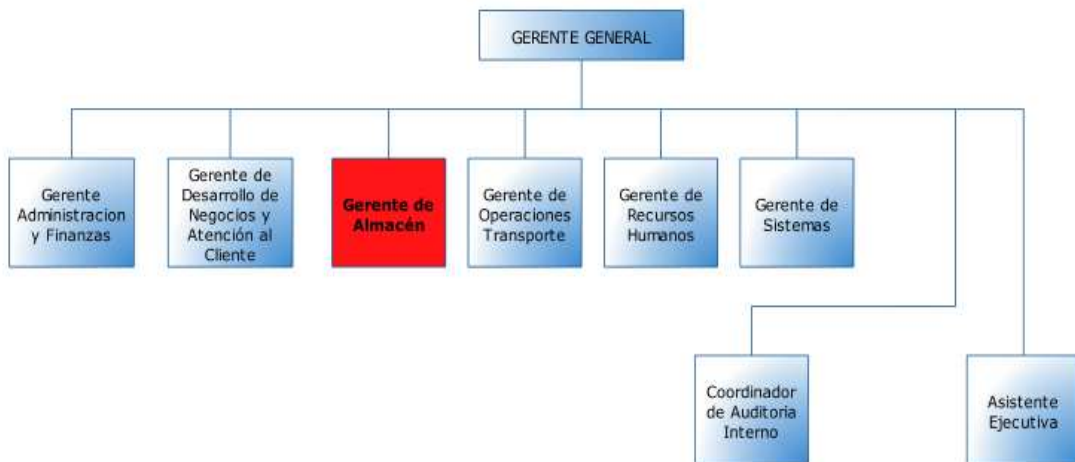 GERENTE GENERAL
Gerente
Administracion
y Finanzas
Gerente de
Desarrollo de
Negocios y
Atención al
Cliente
Gerente de
Almacén
Gerente de
Operaciones
Transporte
Gerente de
Recursos
Humanos
Gerente de
Sistemas
Coordinador
de Auditoria
Interno
Asistente
Ejecutiva